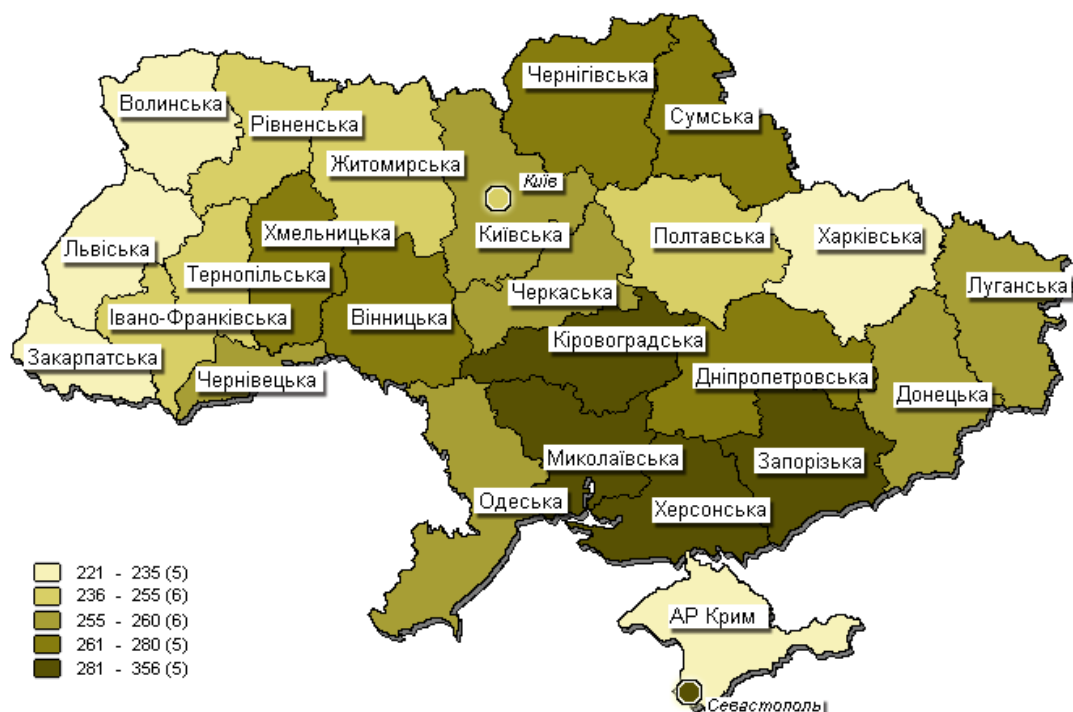 Чернігівська
Волинська
Сумська
Рівненська
Житомирська
Київ
Хмельницька
Київська
Полтавська
Харківська
Львіська
Тернопільська
Черкаська
Луганська
Івано-Франківська
Вінницька
Кіровоградська
Закарпатська
Чернівецька
Дніпропетровська
Донецька
Миколаївська
Запорізька
Одеська
Херсонська
221 - 235 (5)
236 - 255 (6)
255 - 260 (6)
261 - 280 (5)
281 - 356 (5)
АР Крим
Севастополь